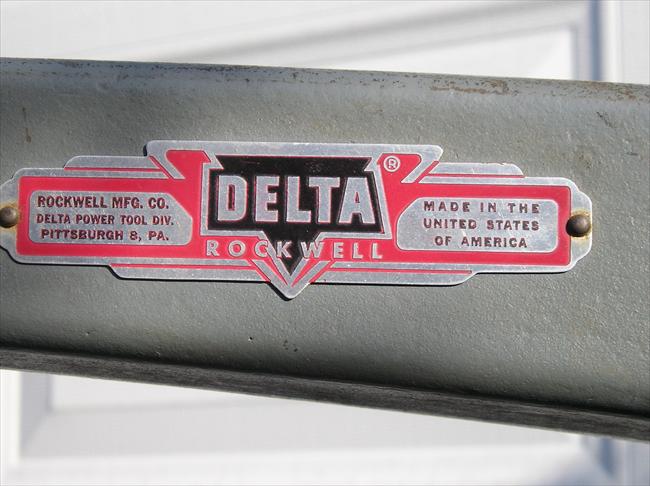 ROCKWELL MFG. CO.
DELTA POWER TOOL DIV.
PITTSBURGH 8, PA.
DELTA ®
ROCKWELL
MADE IN THE
UNITED STATES
OF AMERICA